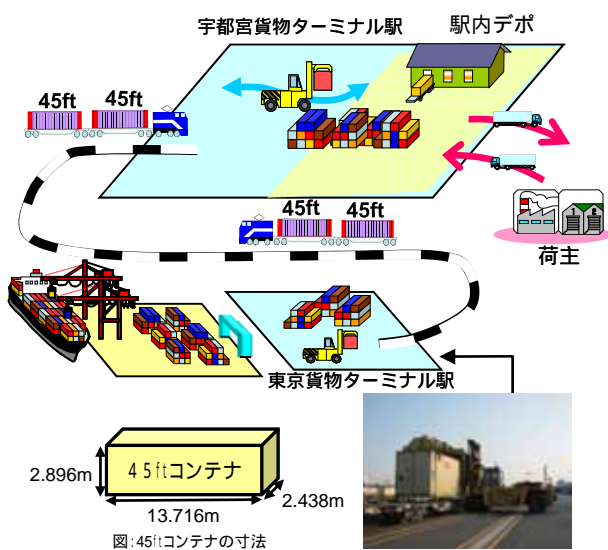 宇都宮貨物ターミナル駅
駅内デポ
45ft
45ft
45ft
45ft
1 2
荷主
東京貨物ターミナル駅
45ftコンテナ
2.896m
13.716m
2.438m
図:45ftコンテナの寸法